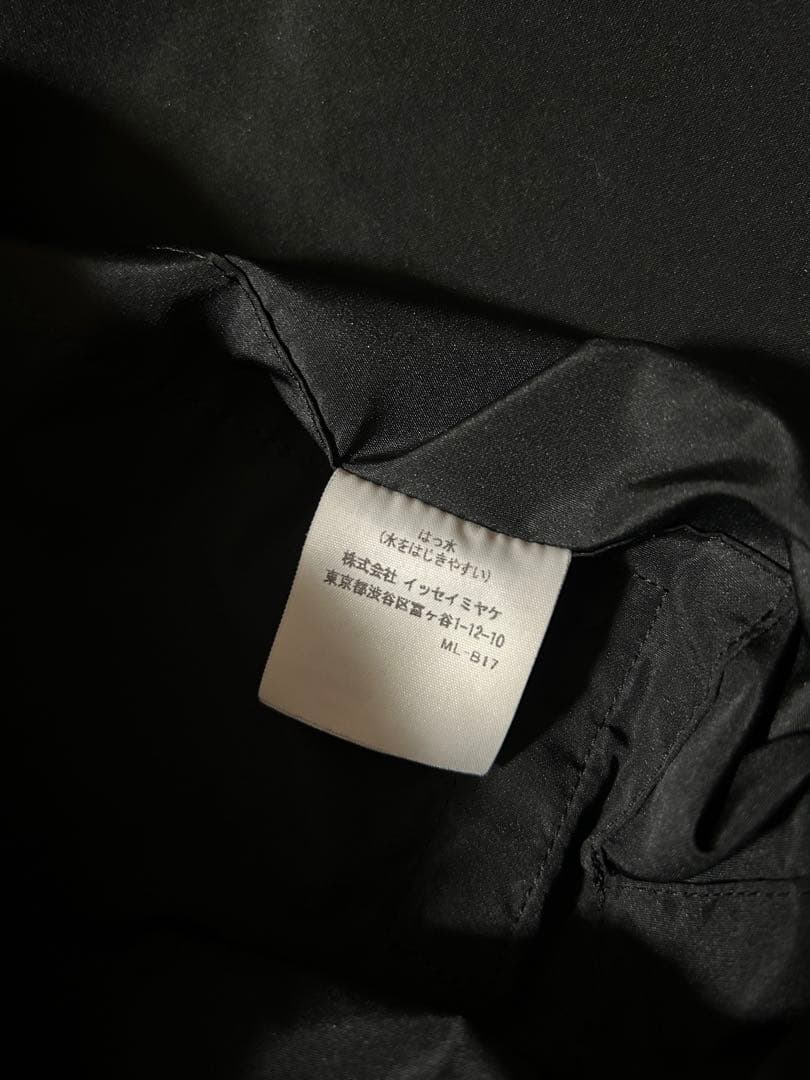 はっ水
(水をはじきやすい)
株式会社 イッセイミヤケ
東京都渋谷区富ヶ谷1-12-10
ML-B17